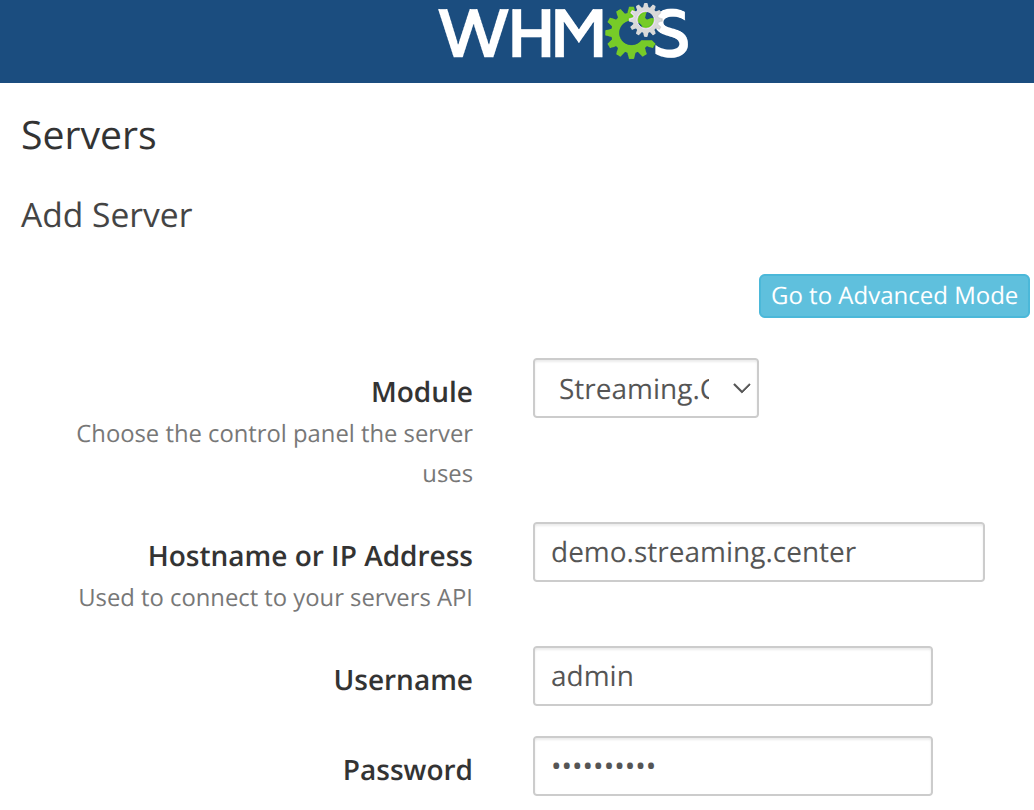 WHMCS
Servers
Add Server
Go to Advanced Mode
Module
Streaming.C
Choose the control panel the server
uses
Hostname or IP Address
demo.streaming.center
Used to connect to your servers API
Username
admin
Password
••••••••••